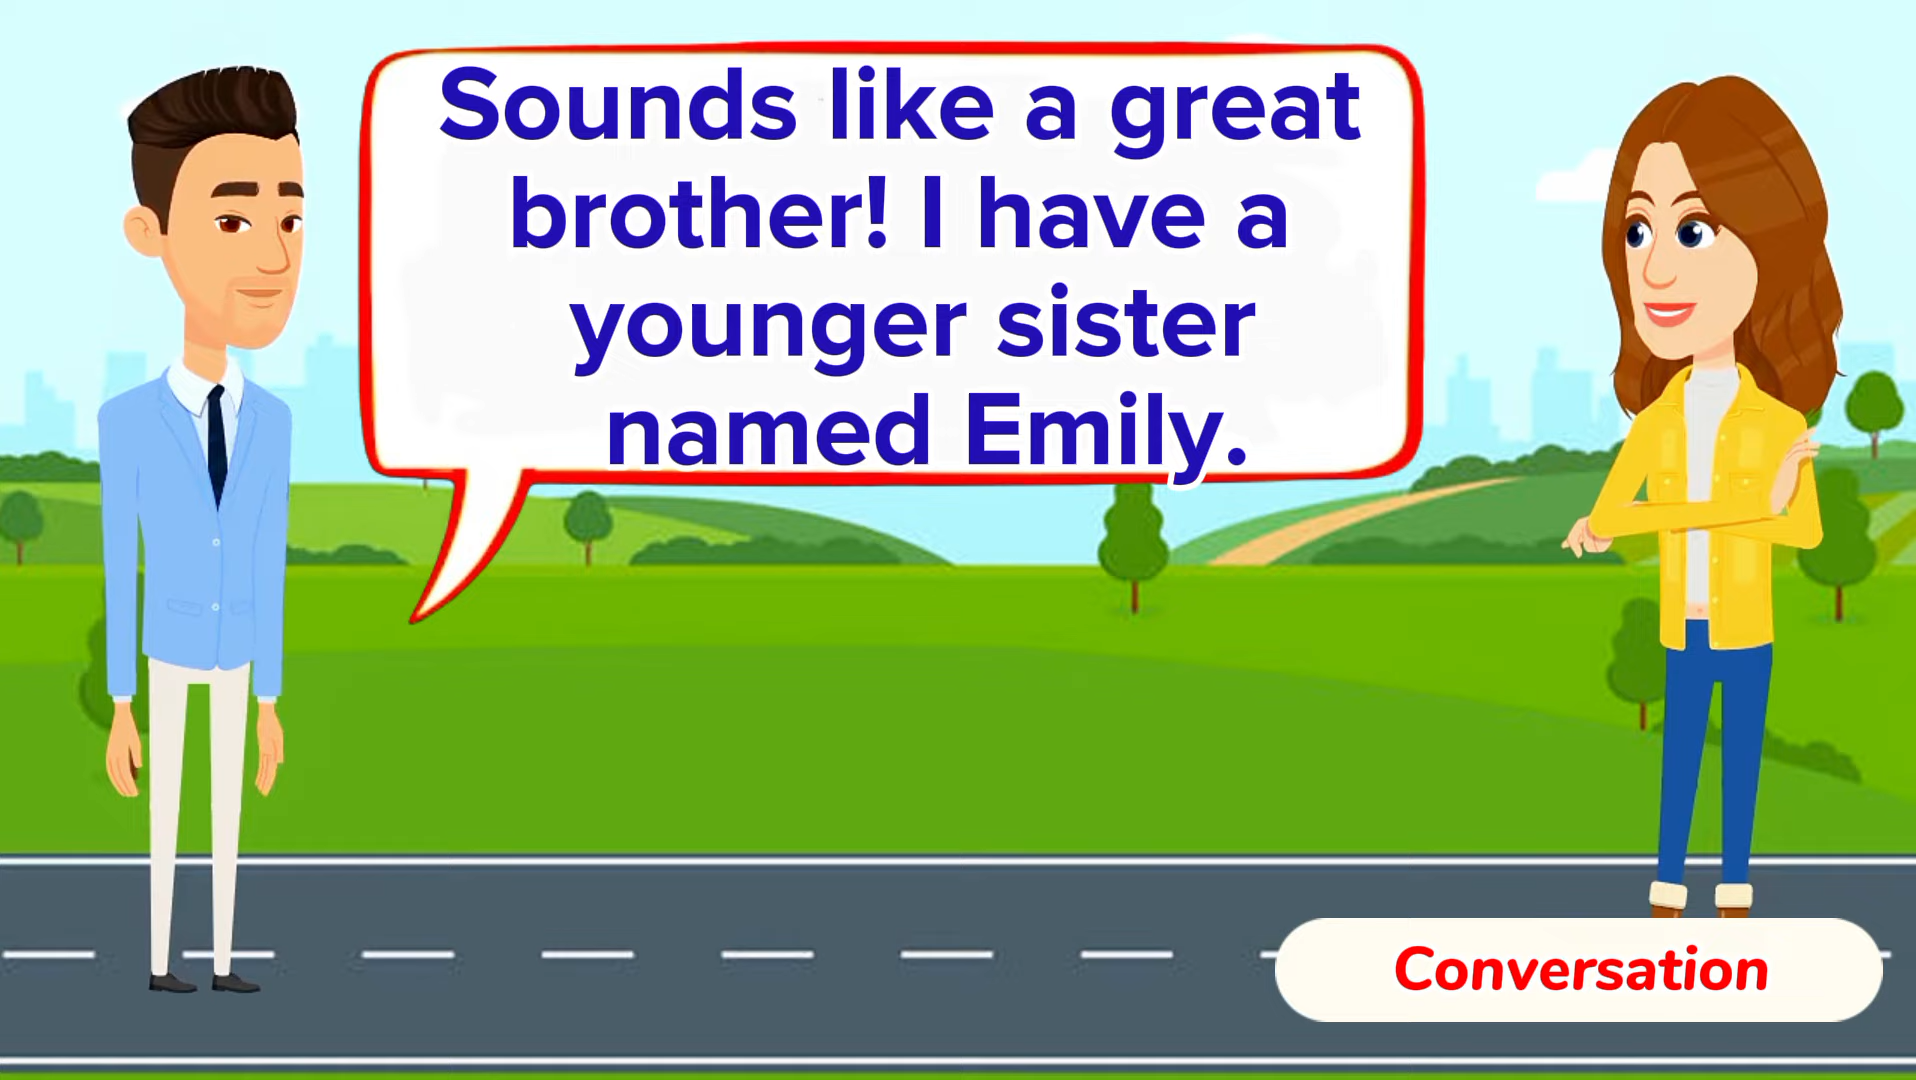 Sounds like a great
brother! I have a
younger sister
named Emily.
Conversation